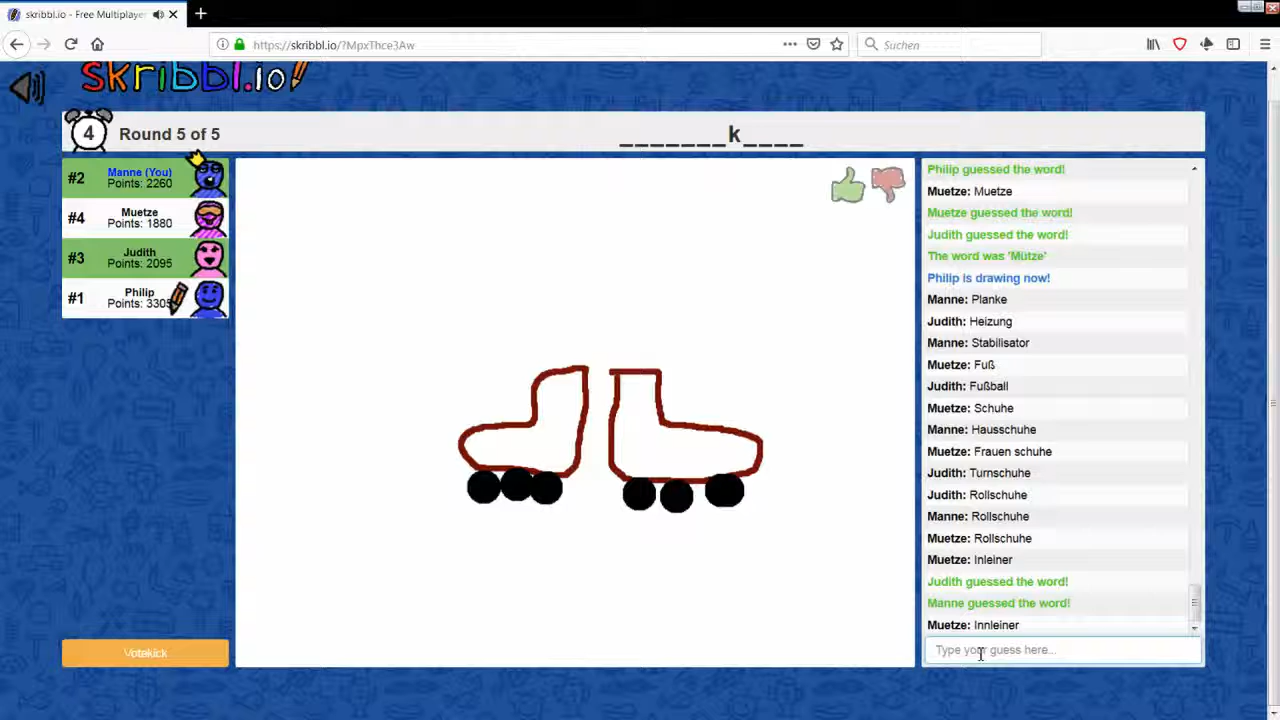 skribbl.io - Free Multiplayer
https://skribbl.io/?MpxThce3Aw
Suchen
skribbl.io!
4
Round 5 of 5
_______k____
#2
Manne (You)
Points: 2260
#4
Muetze
Points: 1880
#3
Judith
Points: 2095
#1
Philip
Points: 3305
Votekick
Philip guessed the word!
Muetze: Muetze
Muetze guessed the word!
Judith guessed the word!
The word was 'Mütze'
Philip is drawing now!
Manne: Planke
Judith: Heizung
Manne: Stabilisator
Muetze: Fuß
Judith: Fußball
Muetze: Schuhe
Manne: Hausschuhe
Muetze: Frauen schuhe
Judith: Turnschuhe
Judith: Rollschuhe
Manne: Rollschuhe
Muetze: Rollschuhe
Muetze: Inleiner
Judith guessed the word!
Manne guessed the word!
Muetze: Innleiner
Type your guess here...